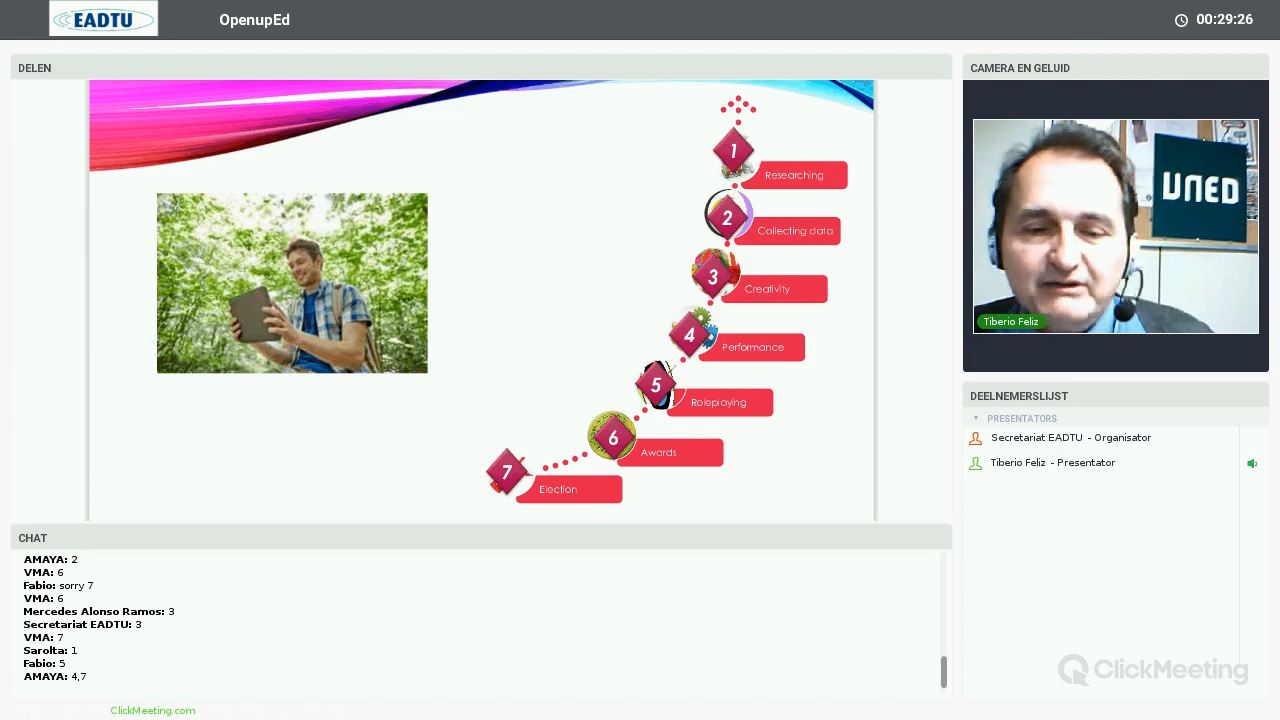 EADTU
OpenupEd
00:29:26
DELEN
CAMERA EN GELUID
1
Researching
2
Collecting data
3
Creativity
4
Performance
5
Roleplaying
6
Awards
7
Election
UNED
Tiberio Feliz
DEELNEMERSLIJST
PRESENTATORS
Secretariat EADTU - Organisator
Tiberio Feliz - Presentator
CHAT
AMAYA: 2
VMA: 6
Fabio: sorry 7
VMA: 6
Mercedes Alonso Ramos: 3
Secretariat EADTU: 3
VMA: 7
Sarolta: 1
Fabio: 5
AMAYA: 4,7
ClickMeeting
ClickMeeting.com